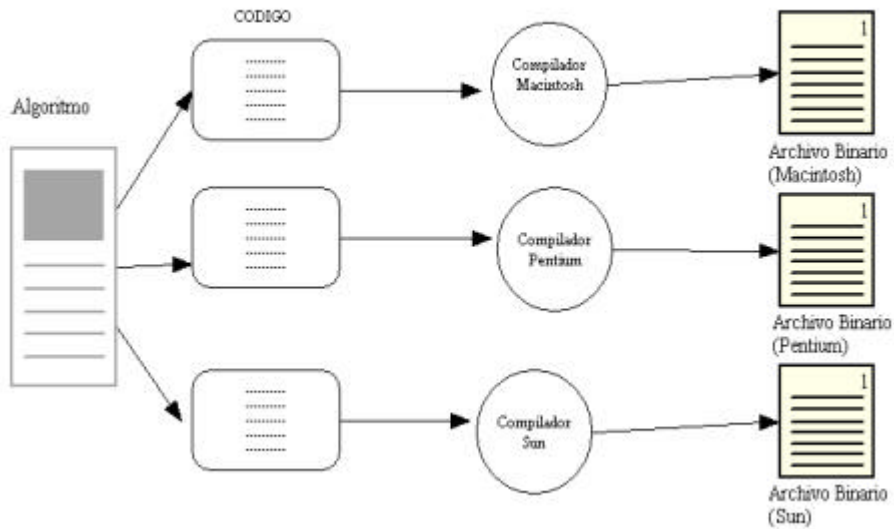 CODIGO
Algoritmo
Compilador
Macintosh
1
Archivo Binario
(Macintosh)
Compilador
Pentium
1
Archivo Binario
(Pentium)
Compilador
Sun
1
Archivo Binario
(Sun)